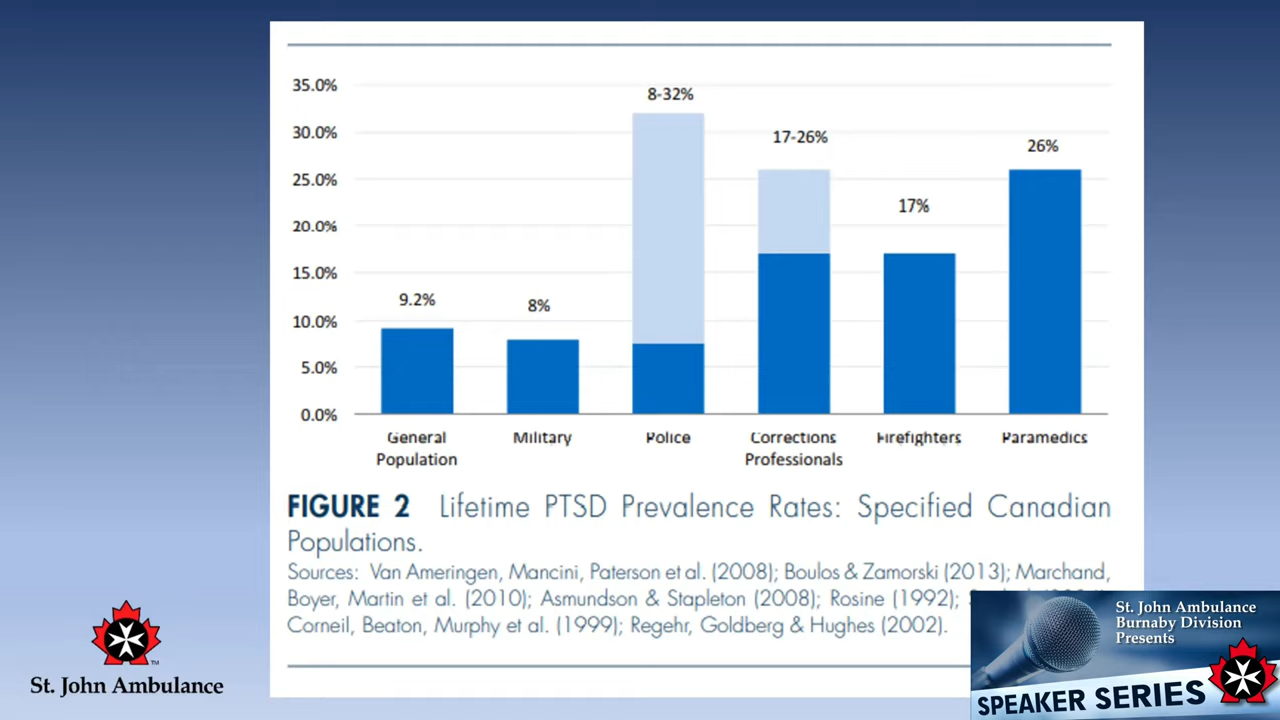 35.0%
30.0%
25.0%
20.0%
15.0%
10.0%
5.0%
0.0%
9.2%
8%
8-32%
17-26%
17%
26%
General
Population
Military
Police
Corrections
Professionals
Firefighters
Paramedics
FIGURE 2 Lifetime PTSD Prevalence Rates: Specified Canadian
Populations.
Sources: Van Ameringen, Mancini, Paterson et al. (2008); Boulos & Zamorski (2013); Marchand,
Boyer, Martin et al. (2010); Asmundson & Stapleton (2008); Rosine (1992);
Corneil, Beaton, Murphy et al. (1999); Regehr, Goldberg & Hughes (2002).
TM
St. John Ambulance
St. John Ambulance
Burnaby Division
Presents
SPEAKER SERIES